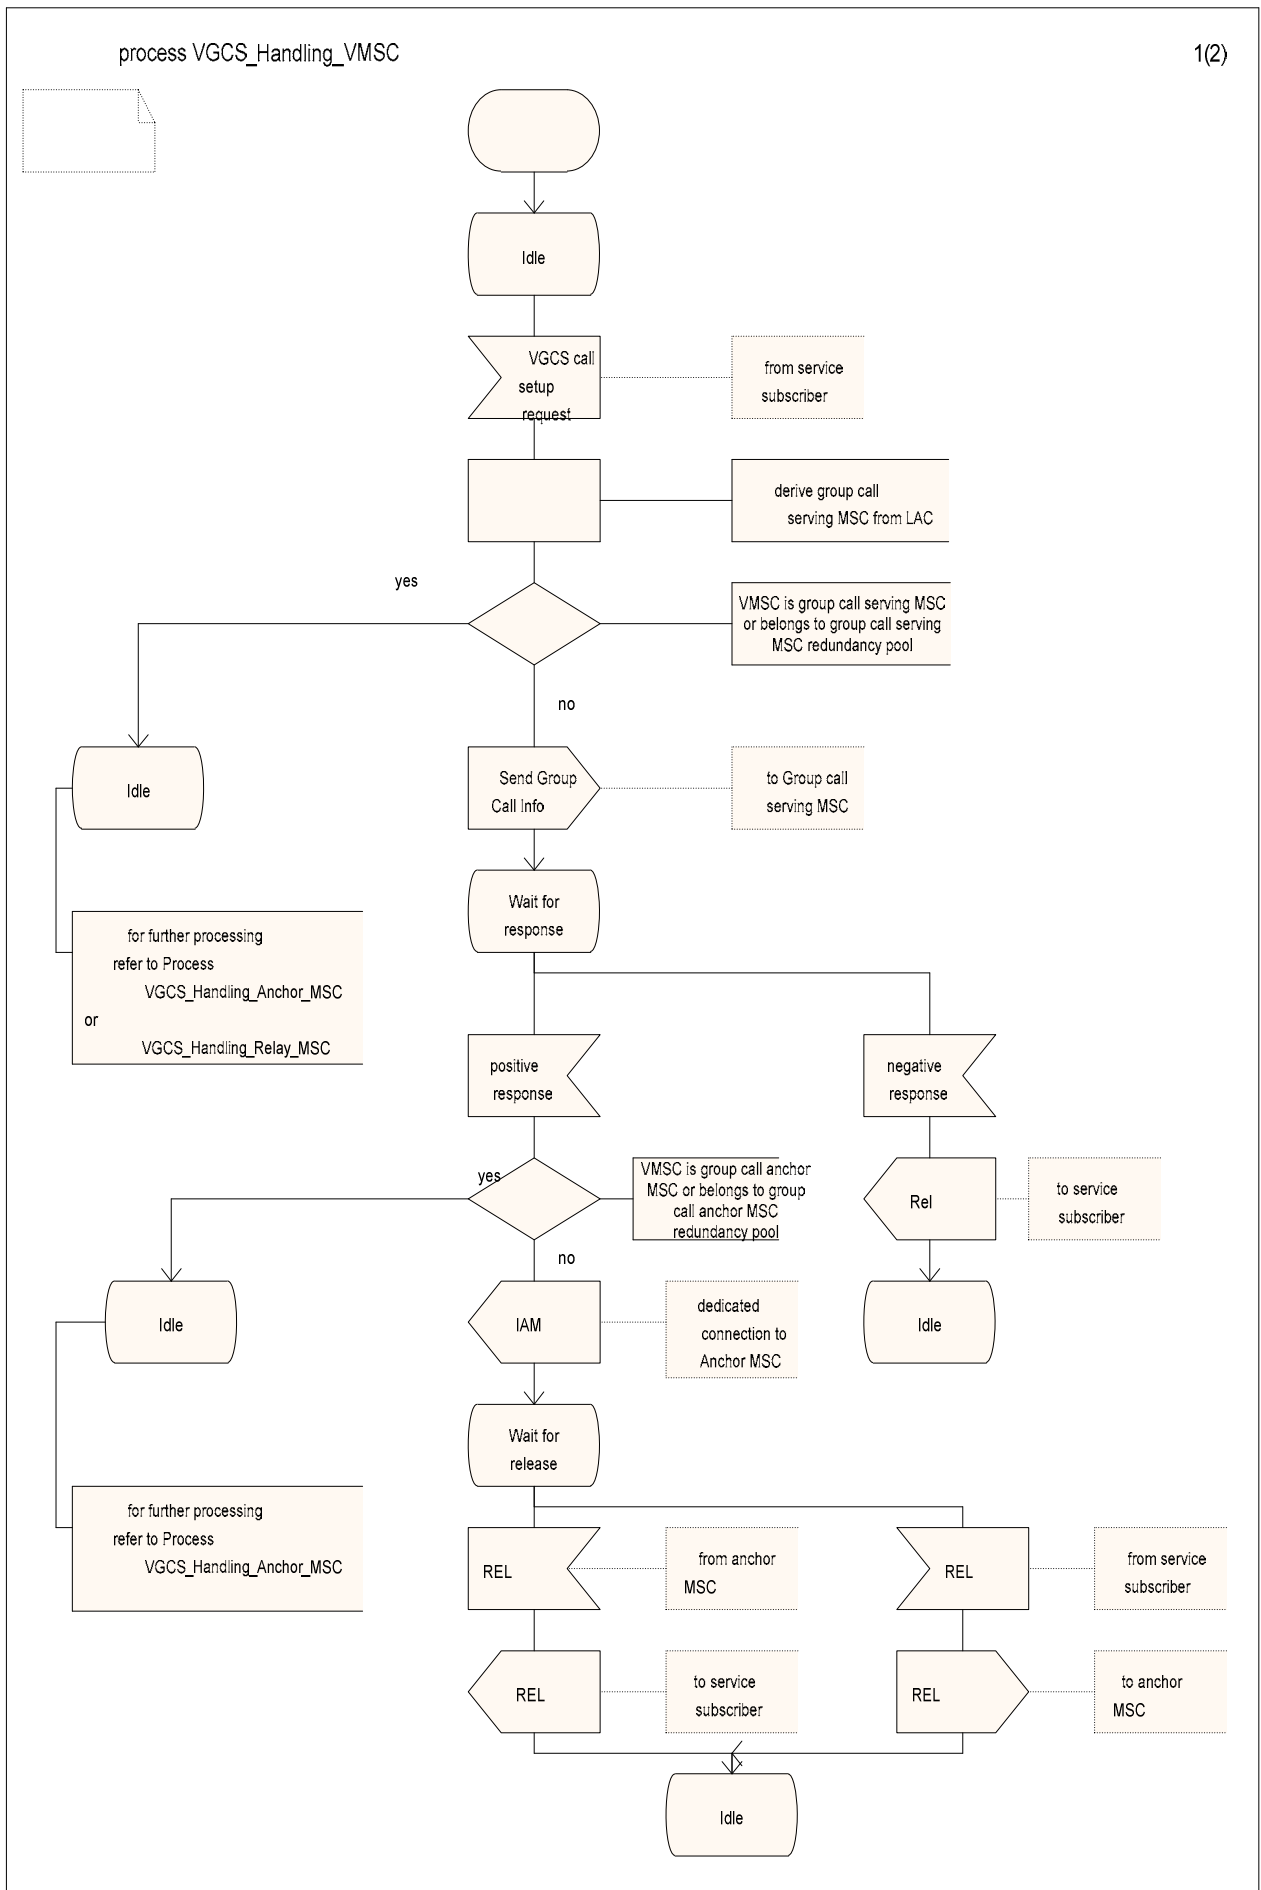 process VGCS_Handling_VMSC
1(2)
Idle
VGCS call
setup
request
from service
subscriber
derive group call
serving MSC from LAC
yes
VMSC is group call serving MSC
or belongs to group call serving
MSC redundancy pool
no
Idle
Send Group
Call Info
to Group call
serving MSC
Wait for
response
for further processing
refer to Process
VGCS_Handling_Anchor_MSC
or
VGCS_Handling_Relay_MSC
positive
response
negative
response
yes
VMSC is group call anchor
MSC or belongs to group
call anchor MSC
redundancy pool
Rel
to service
subscriber
no
Idle
IAM
dedicated
connection to
Anchor MSC
Idle
Wait for
release
for further processing
refer to Process
VGCS_Handling_Anchor_MSC
REL
from anchor
MSC
REL
from service
subscriber
REL
to service
subscriber
REL
to anchor
MSC
Idle